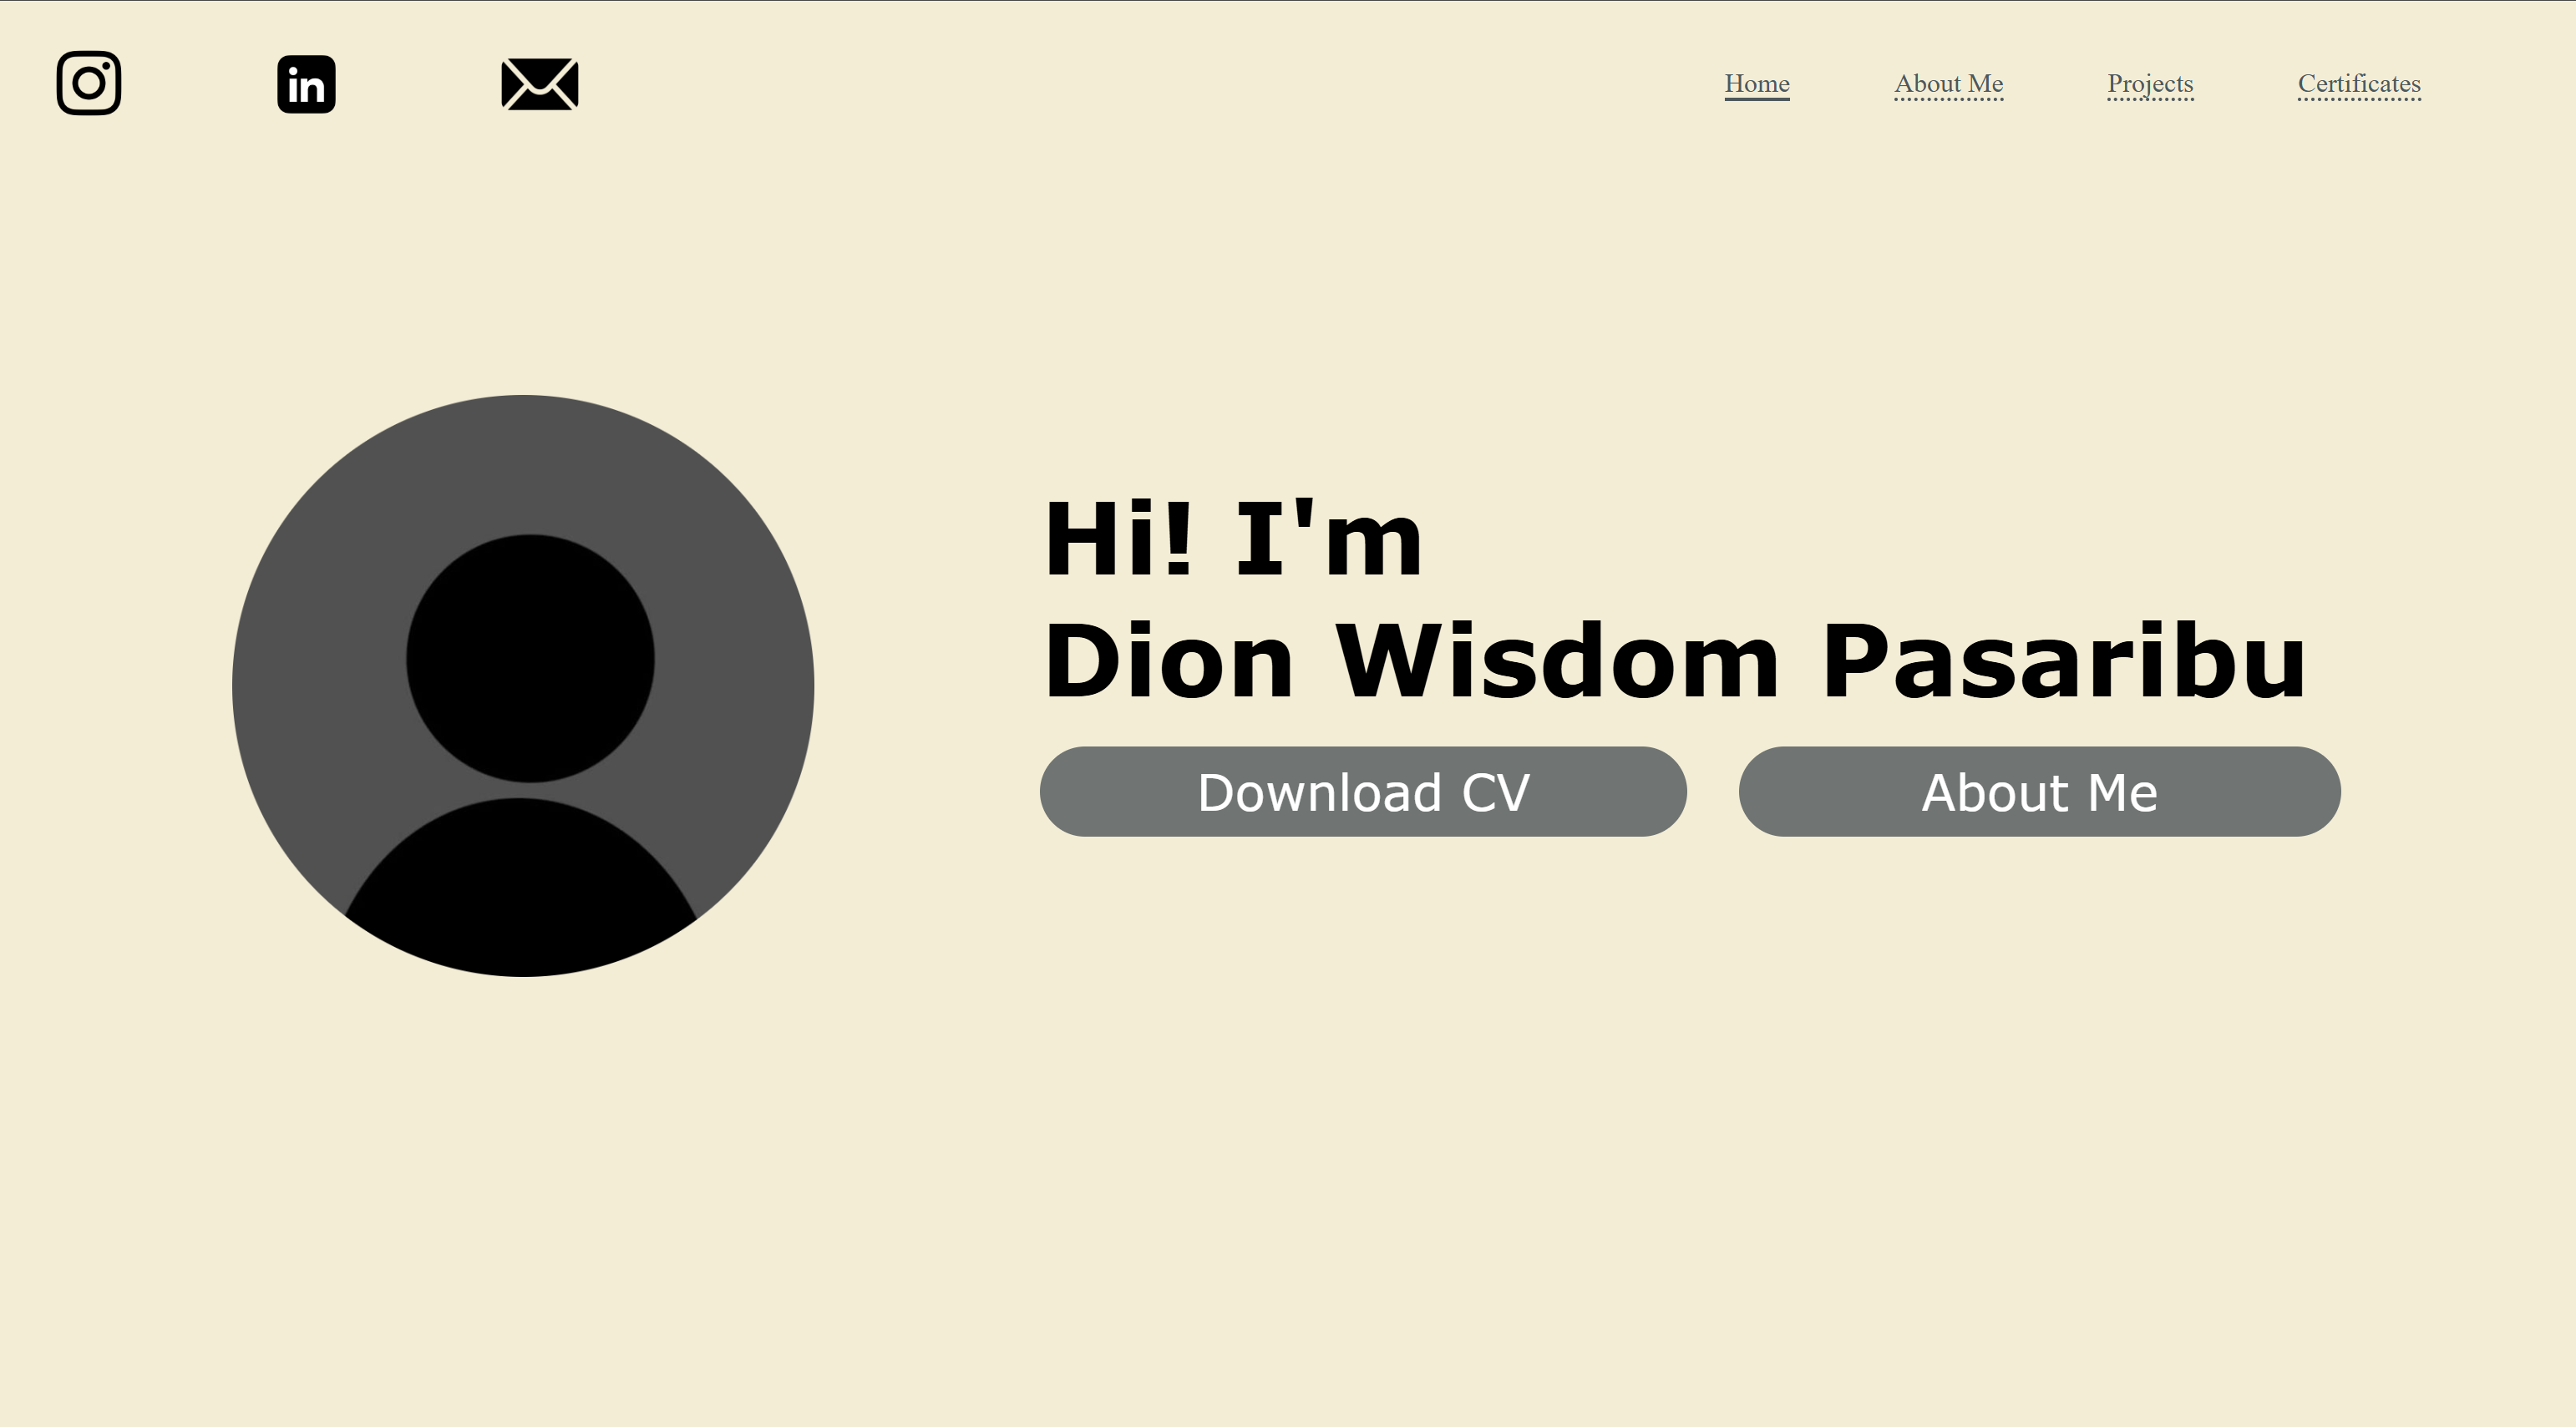 in
Home About Me Projects Certificates
Hi! I'm
Dion Wisdom Pasaribu
Download CV About Me